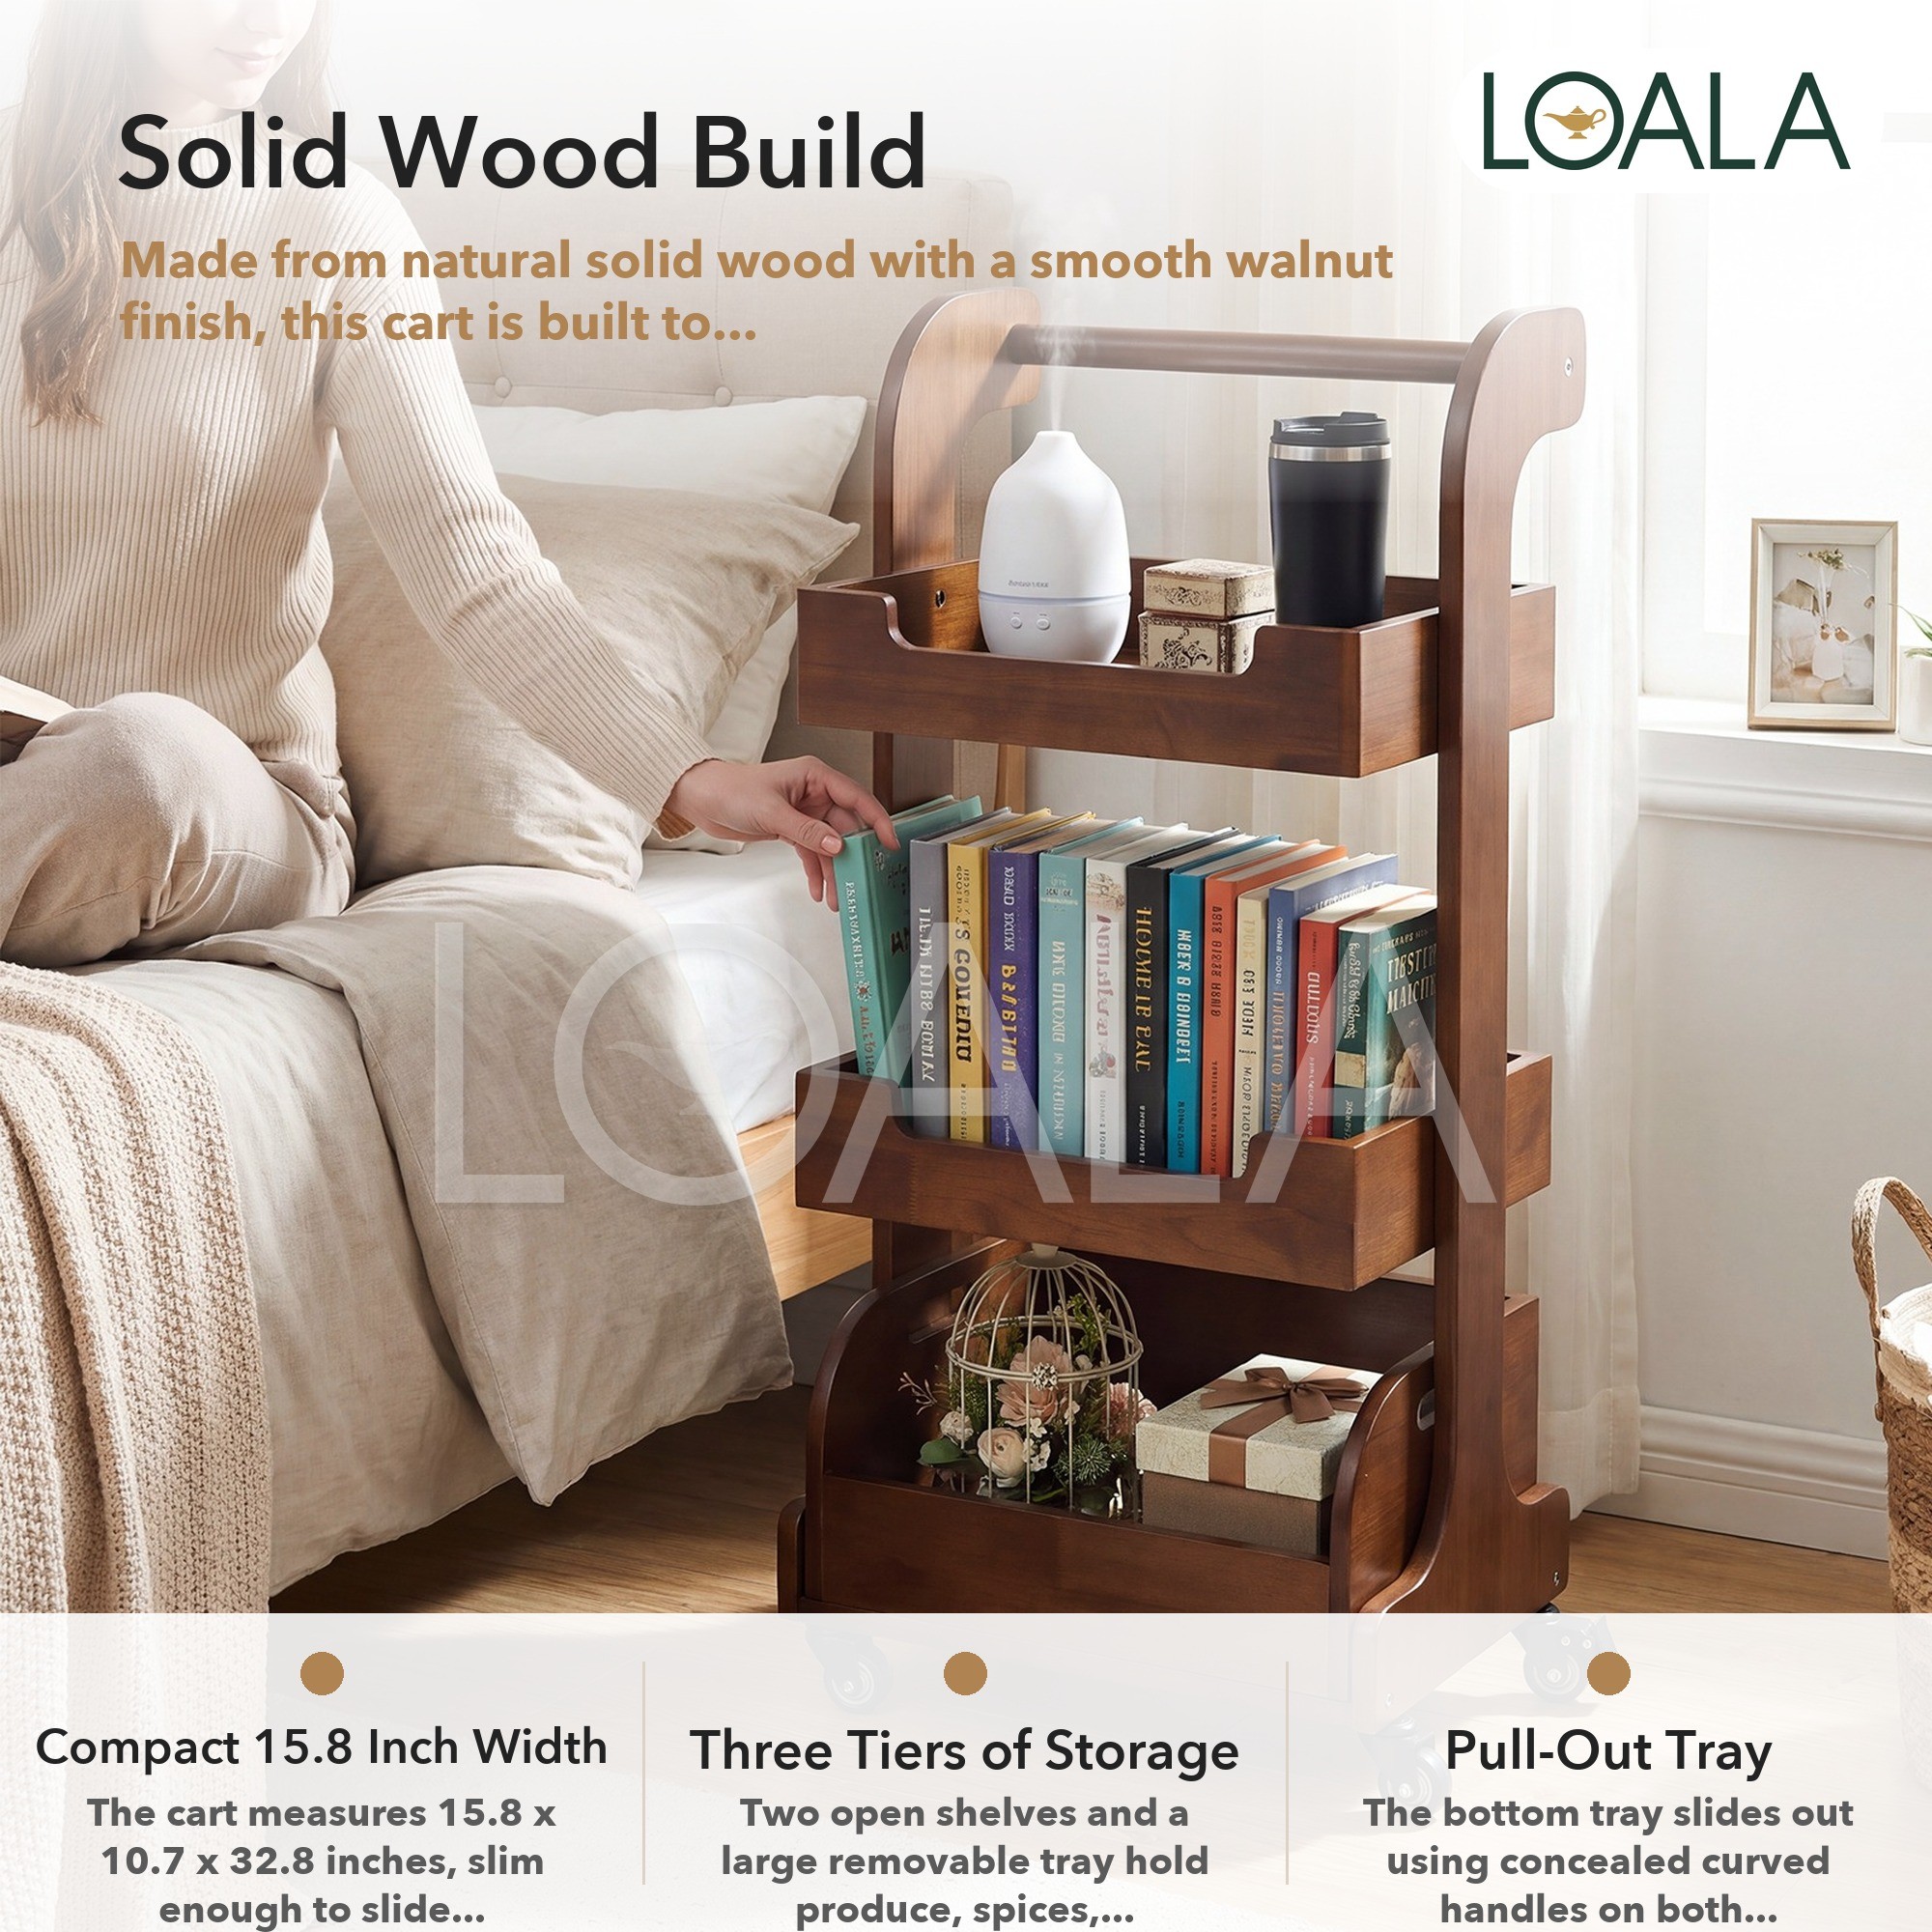 LOALA
Solid Wood Build
Made from natural solid wood with a smooth walnut
finish, this cart is built to...
LOALA
Compact 15.8 Inch Width
The cart measures 15.8 x
10.7 x 32.8 inches, slim
enough to slide...
Three Tiers of Storage
Two open shelves and a
large removable tray hold
produce, spices,...
Pull-Out Tray
The bottom tray slides out
using concealed curved
handles on both...